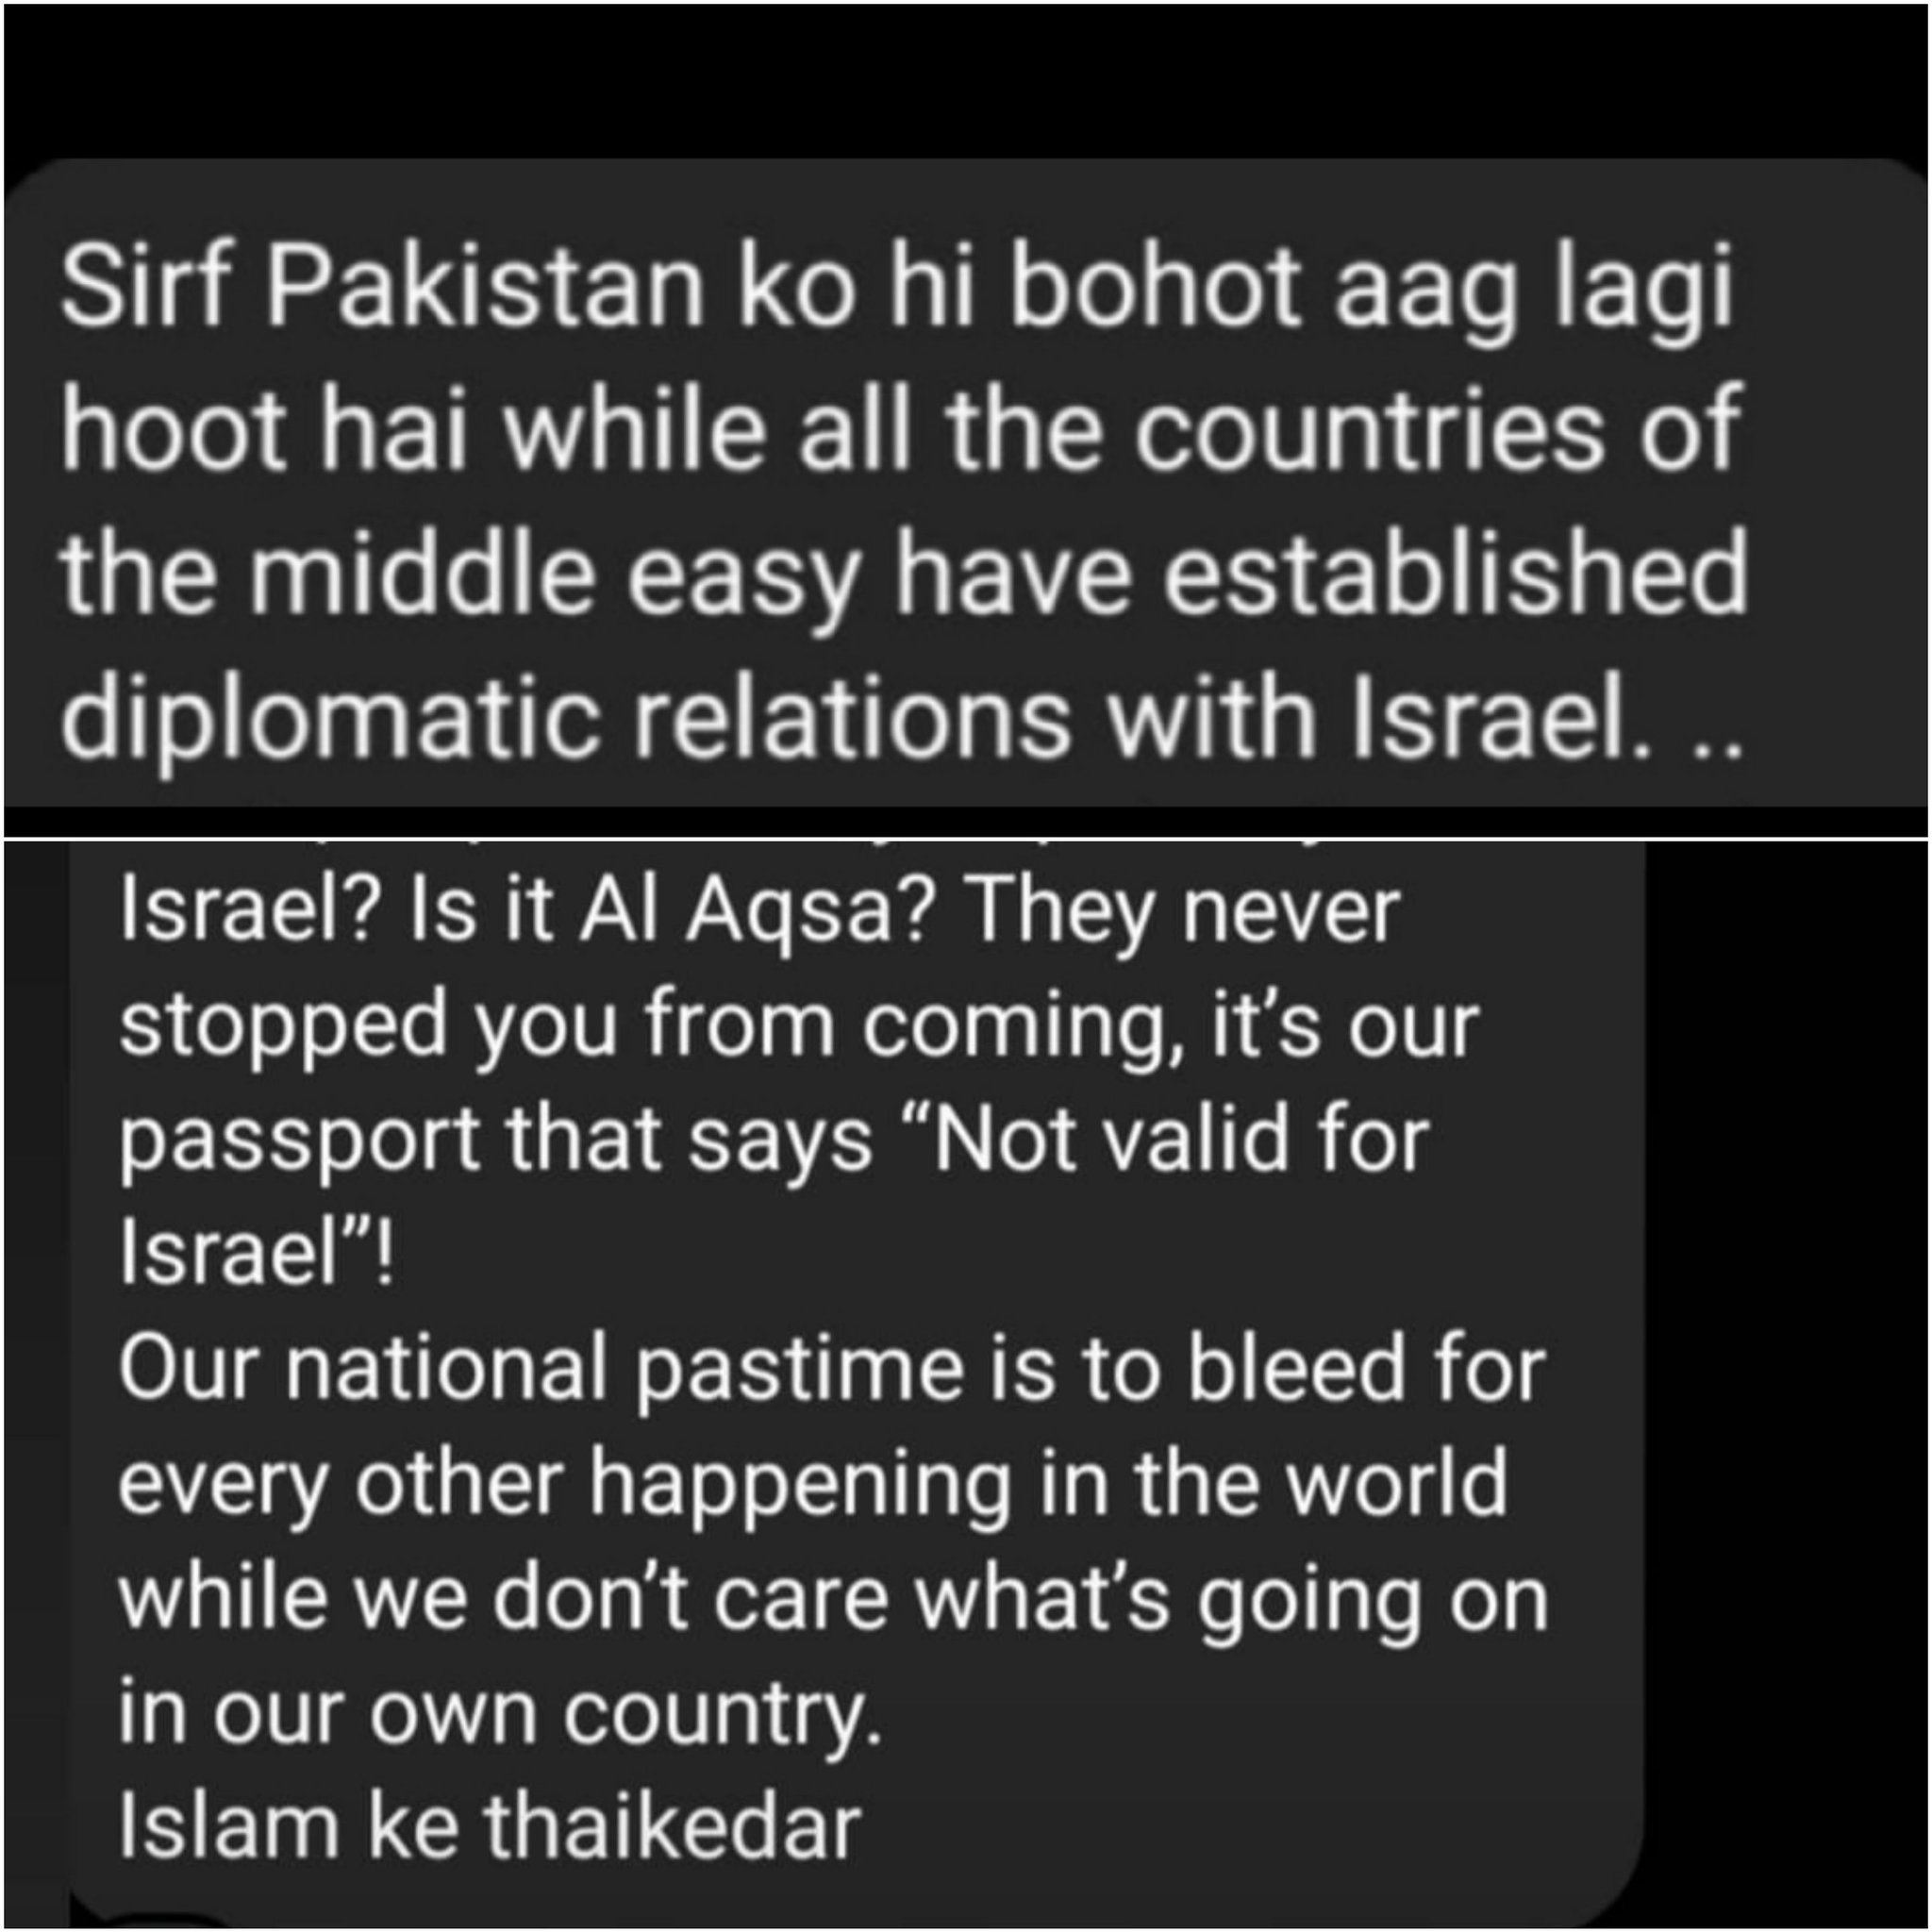 Sirf Pakistan ko hi bohot aag lagi
hoot hai while all the countries of
the middle easy have established
diplomatic relations with Israel. ..
Israel? Is it Al Aqsa? They never
stopped you from coming, it’s our
passport that says “Not valid for
Israel”!
Our national pastime is to bleed for
every other happening in the world
while we don’t care what’s going on
in our own country.
Islam ke thaikedar